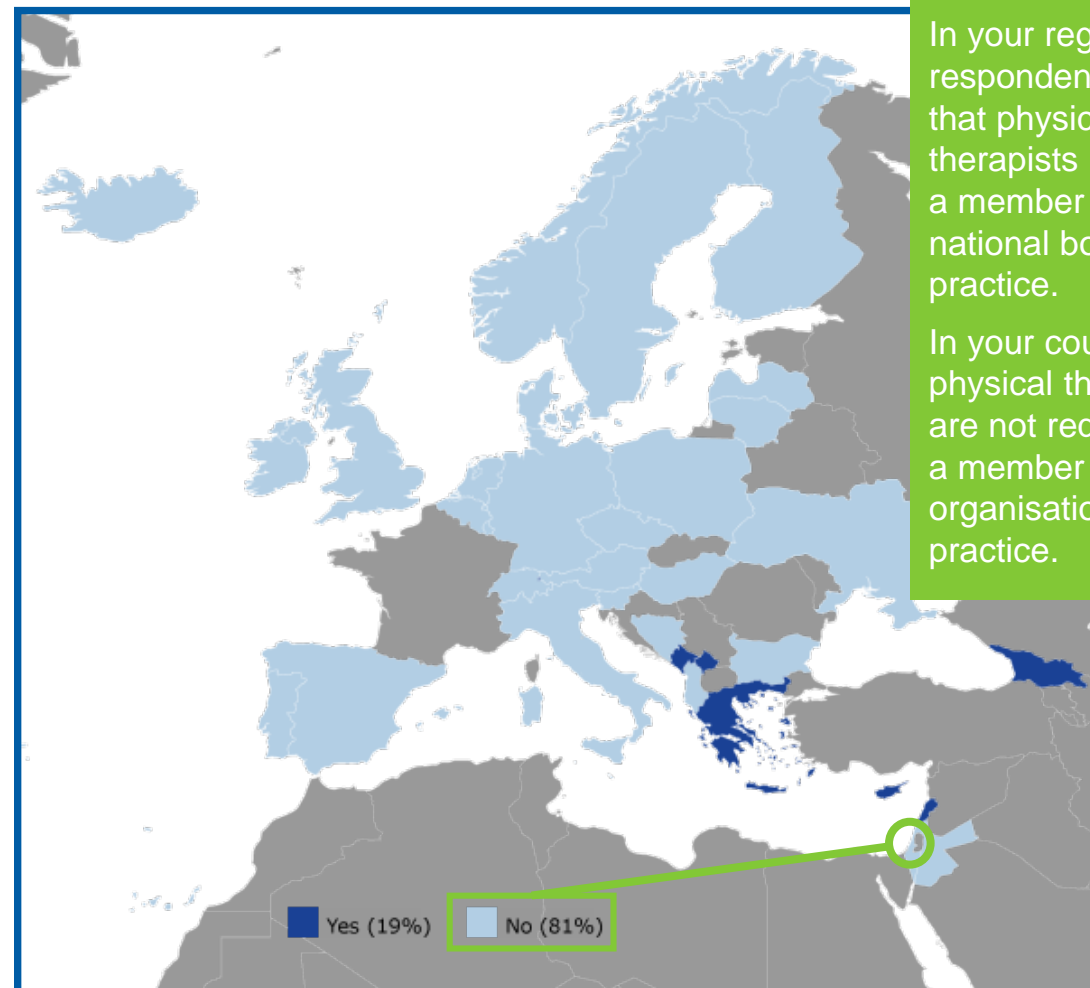 In your reg
responden
that physic
therapists
a member
national bo
practice.
In your cou
physical th
are not rec
a member
organisatio
practice.
Yes (19%)
No (81%)